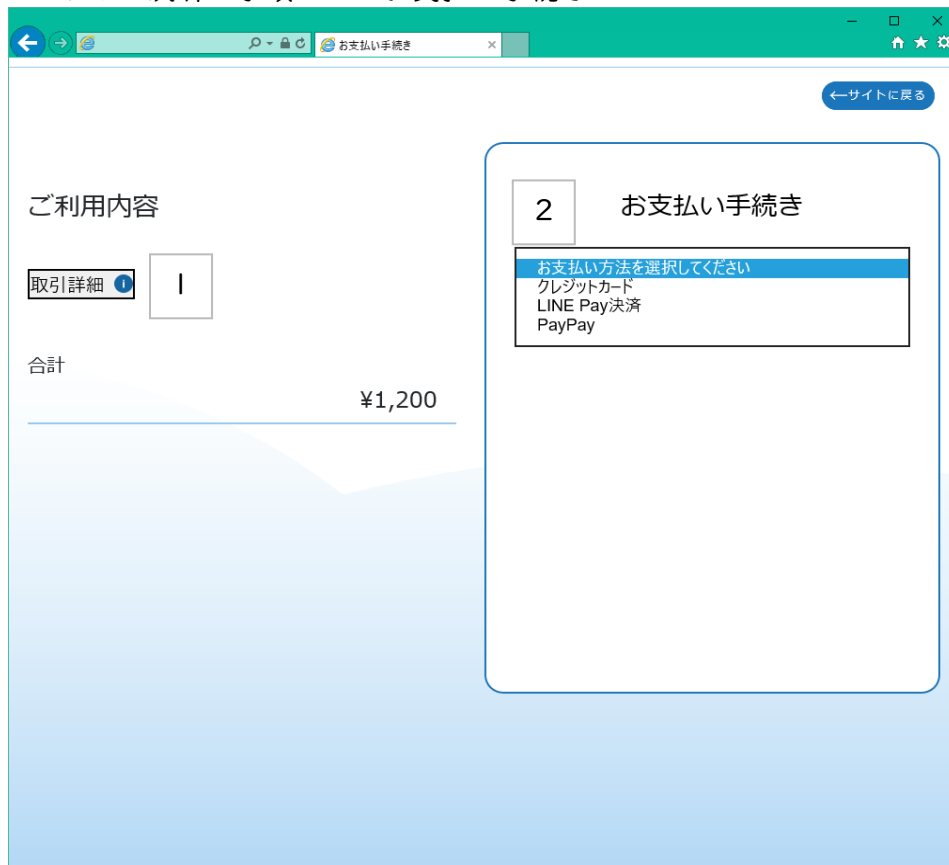 お支払い手続き
←サイトに戻る
ご利用内容
取引詳細 i
1
合計
¥1,200
2
お支払い手続き
お支払い方法を選択してください
クレジットカード
LINE Pay決済
PayPay